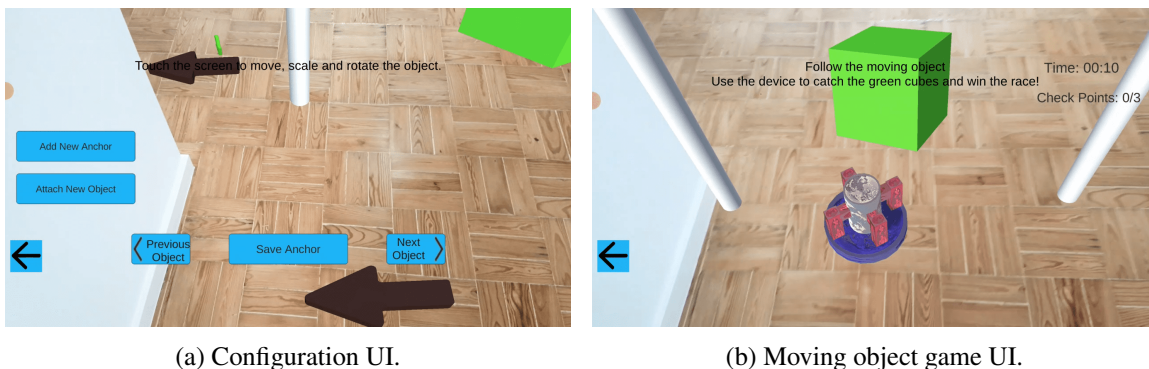 Touch the screen to move, scale and rotate the object.
Add New Anchor
Attach New Object
Previous
Object
Save Anchor
Next
Object
(a) Configuration UI.
Follow the moving object
Use the device to catch the green cubes and win the race!
Time: 00:10
Check Points: 0/3
(b) Moving object game UI.